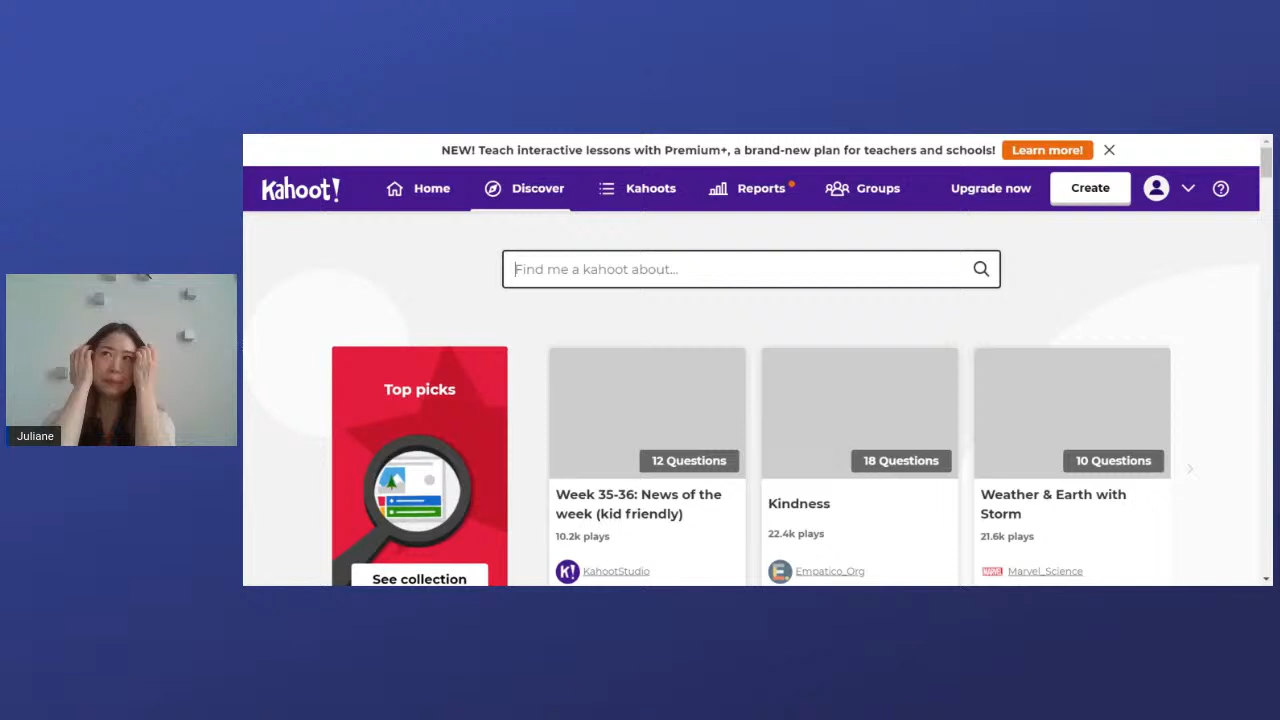 NEW! Teach interactive lessons with Premium+, a brand-new plan for teachers and schools! Learn more!
Kahoot! Home Discover Kahoots Reports Groups Upgrade now Create
Find me a kahoot about...
Top picks
See collection
12 Questions
Week 35-36: News of the
week (kid friendly)
10.2k plays
K! KahootStudio
18 Questions
Kindness
22.4k plays
E. Empatico_Org
10 Questions
Weather & Earth with
Storm
21.6k plays
MARVEL Marvel_Science
Juliane